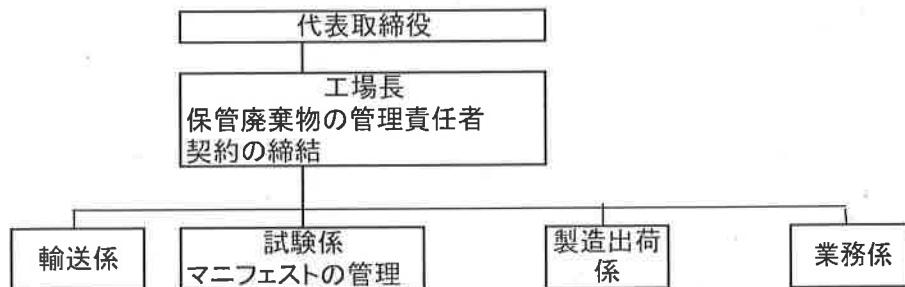 代表取締役
工場長
保管廃棄物の管理責任者
契約の締結
輸送係
試験係
マニフェストの管理
製造出荷
係
業務係